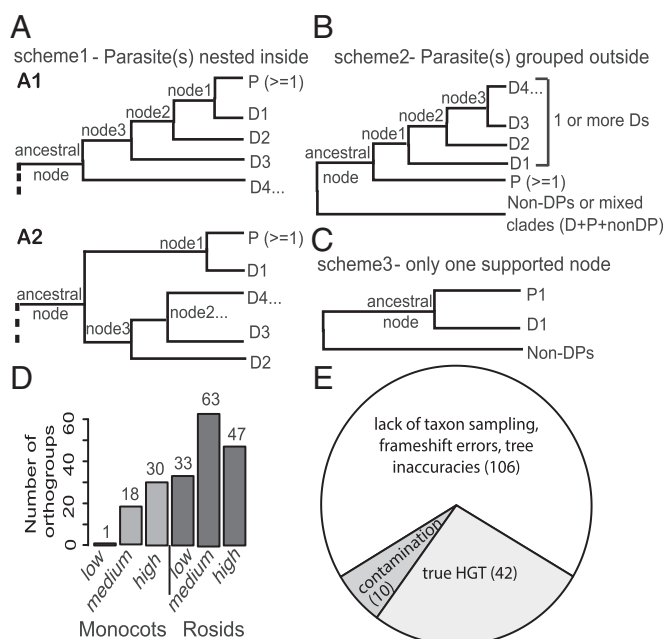 A
scheme1 - Parasite(s) nested inside
A1
P (>=1)
node1
D1
node2
D2
node3
D3
ancestral
node
D4...
A2
P (>=1)
node1
D1
ancestral
node
D4...
node2...
node3
D3
D2
B
scheme2- Parasite(s) grouped outside
D4...
node3
D3
1 or more Ds
node2
D2
node1
D1
ancestral
node
P (>=1)
Non-DPs or mixed
clades (D+P+nonDP)
C
scheme3- only one supported node
P1
ancestral
node
D1
Non-DPs
D
Number of
orthogroups
0 20 40 60
1
18
30
33
63
47
low
medium
high
low
medium
high
Monocots Rosids
E
lack of taxon sampling,
frameshift errors, tree
inaccuracies (106)
contamination
(10)
true HGT (42)